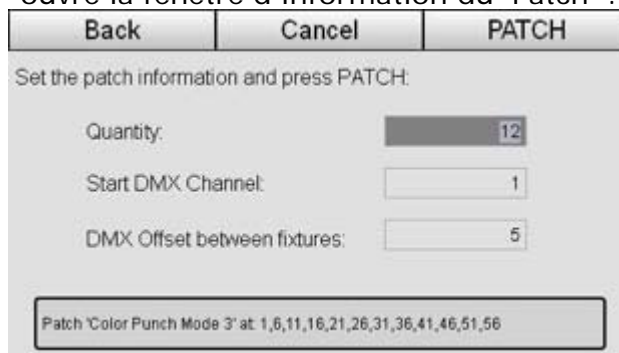 ouvre la fenêtre d'information du "Patch" :
Back Cancel PATCH
Set the patch information and press PATCH:
Quantity: 12
Start DMX Channel: 1
DMX Offset between fixtures: 5
Patch 'Color Punch Mode 3' at: 1,6,11,16,21,26,31,36,41,46,51,56